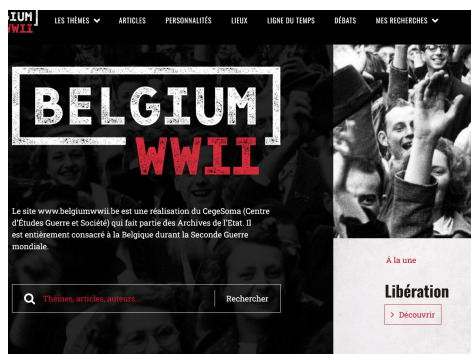 IUM
WWII
LES THÈMES ARTICLES PERSONNALITÉS LIEUX LIGNE DU TEMPS DÉBATS MES RECHERCHES
BELGIUM
WWII
Le site www.belgiumwwii.be est une réalisation du CegeSoma (Centre
d'Études Guerre et Société) qui fait partie des Archives de l'Etat. Il
est entièrement consacré à la Belgique durant la Seconde Guerre
mondiale.
Thèmes, articles, auteurs... Rechercher
À la une
Libération
> Découvrir